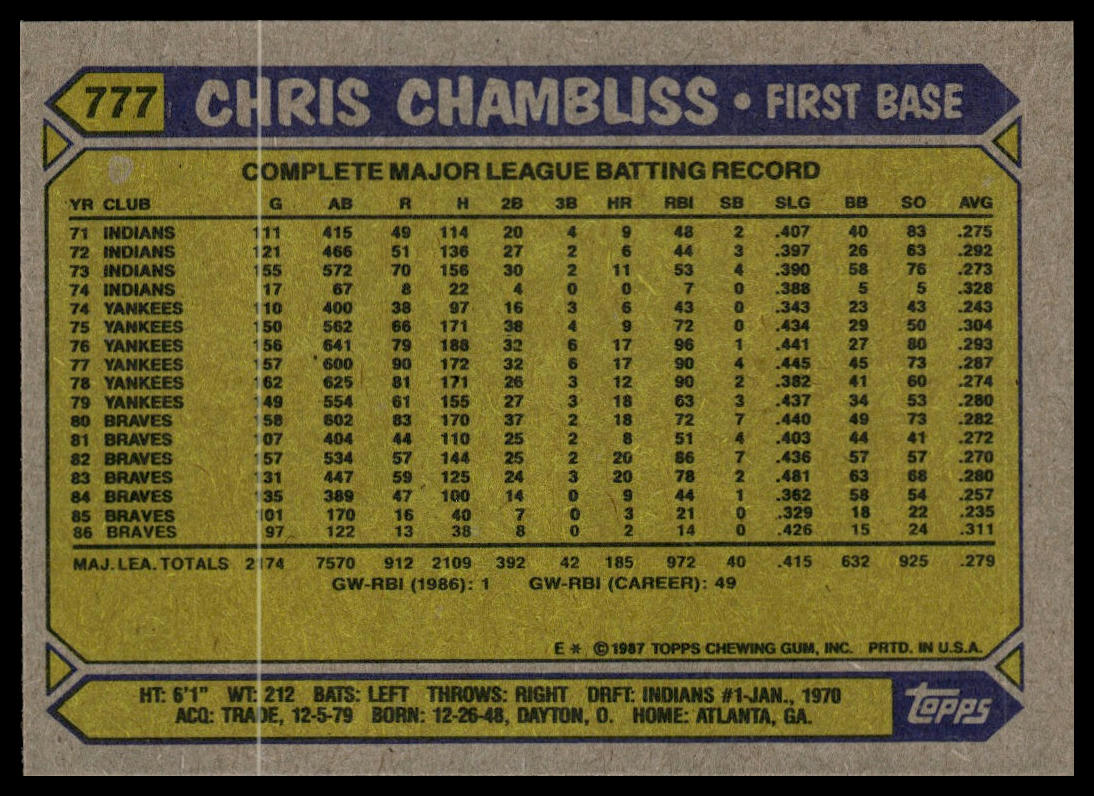 777 CHRIS CHAMBLISS • FIRST BASE
COMPLETE MAJOR LEAGUE BATTING RECORD
YR CLUB G AB R H 2B 3B HR RBI SB SLG BB SO AVG
71 INDIANS 111 415 49 114 20 4 9 48 2 .407 40 83 .275
72 INDIANS 121 466 51 136 27 2 6 44 3 .397 26 63 .292
73 INDIANS 155 572 70 156 30 2 11 53 4 .390 58 76 .273
74 INDIANS 17 67 8 22 4 0 0 7 0 .388 5 5 .328
74 YANKEES 110 400 38 97 16 3 6 43 0 .343 23 43 .243
75 YANKEES 150 562 66 171 38 4 9 72 0 .434 29 50 .304
76 YANKEES 156 641 79 188 32 6 17 96 1 .441 27 80 .293
77 YANKEES 157 600 90 172 32 6 17 90 4 .445 45 73 .287
78 YANKEES 162 625 81 171 26 3 12 90 2 .382 41 60 .274
79 YANKEES 149 554 61 155 27 3 18 63 3 .437 34 53 .280
80 BRAVES 158 602 83 170 37 2 18 72 7 .440 49 73 .282
81 BRAVES 107 404 44 110 25 2 8 51 4 .403 44 41 .272
82 BRAVES 157 534 57 144 25 2 20 86 7 .436 57 57 .270
83 BRAVES 131 447 59 125 24 3 20 78 2 .481 63 68 .280
84 BRAVES 135 389 47 100 14 0 9 44 1 .362 58 54 .257
85 BRAVES 101 170 16 40 7 0 3 21 0 .329 18 22 .235
86 BRAVES 97 122 13 38 8 0 2 14 0 .426 15 24 .311
MAJ. LEA. TOTALS 2174 7570 912 2109 392 42 185 972 40 .415 632 925 .279
GW-RBI (1986): 1 GW-RBI (CAREER): 49
E* ©1987 TOPPS CHEWING GUM, INC. PRTD. IN U.S.A.
HT: 6'1" WT: 212 BATS: LEFT THROWS: RIGHT DRFT: INDIANS #1-JAN., 1970
ACQ: TRADE, 12-5-79 BORN: 12-26-48, DAYTON, O. HOME: ATLANTA, GA.
topps